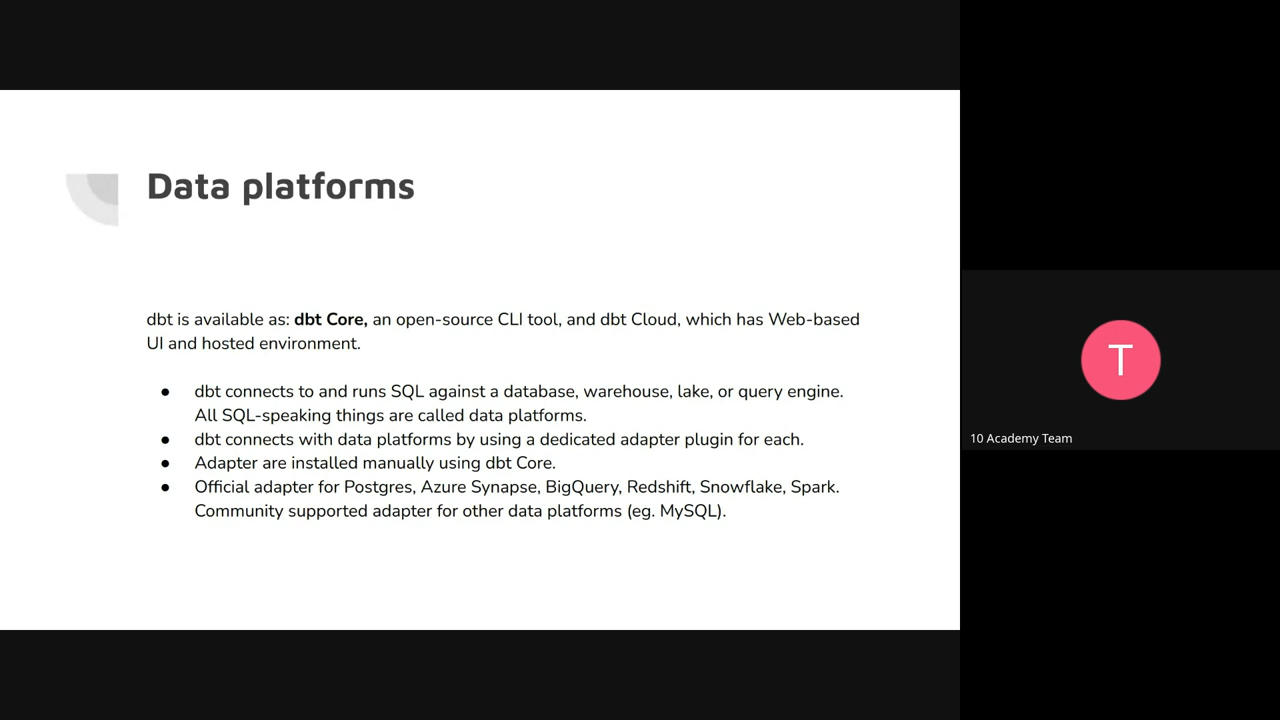 Data platforms
dbt is available as: dbt Core, an open-source CLI tool, and dbt Cloud, which has Web-based
UI and hosted environment.
● dbt connects to and runs SQL against a database, warehouse, lake, or query engine.
All SQL-speaking things are called data platforms.
● dbt connects with data platforms by using a dedicated adapter plugin for each.
● Adapter are installed manually using dbt Core.
● Official adapter for Postgres, Azure Synapse, BigQuery, Redshift, Snowflake, Spark.
Community supported adapter for other data platforms (eg. MySQL).
T
10 Academy Team